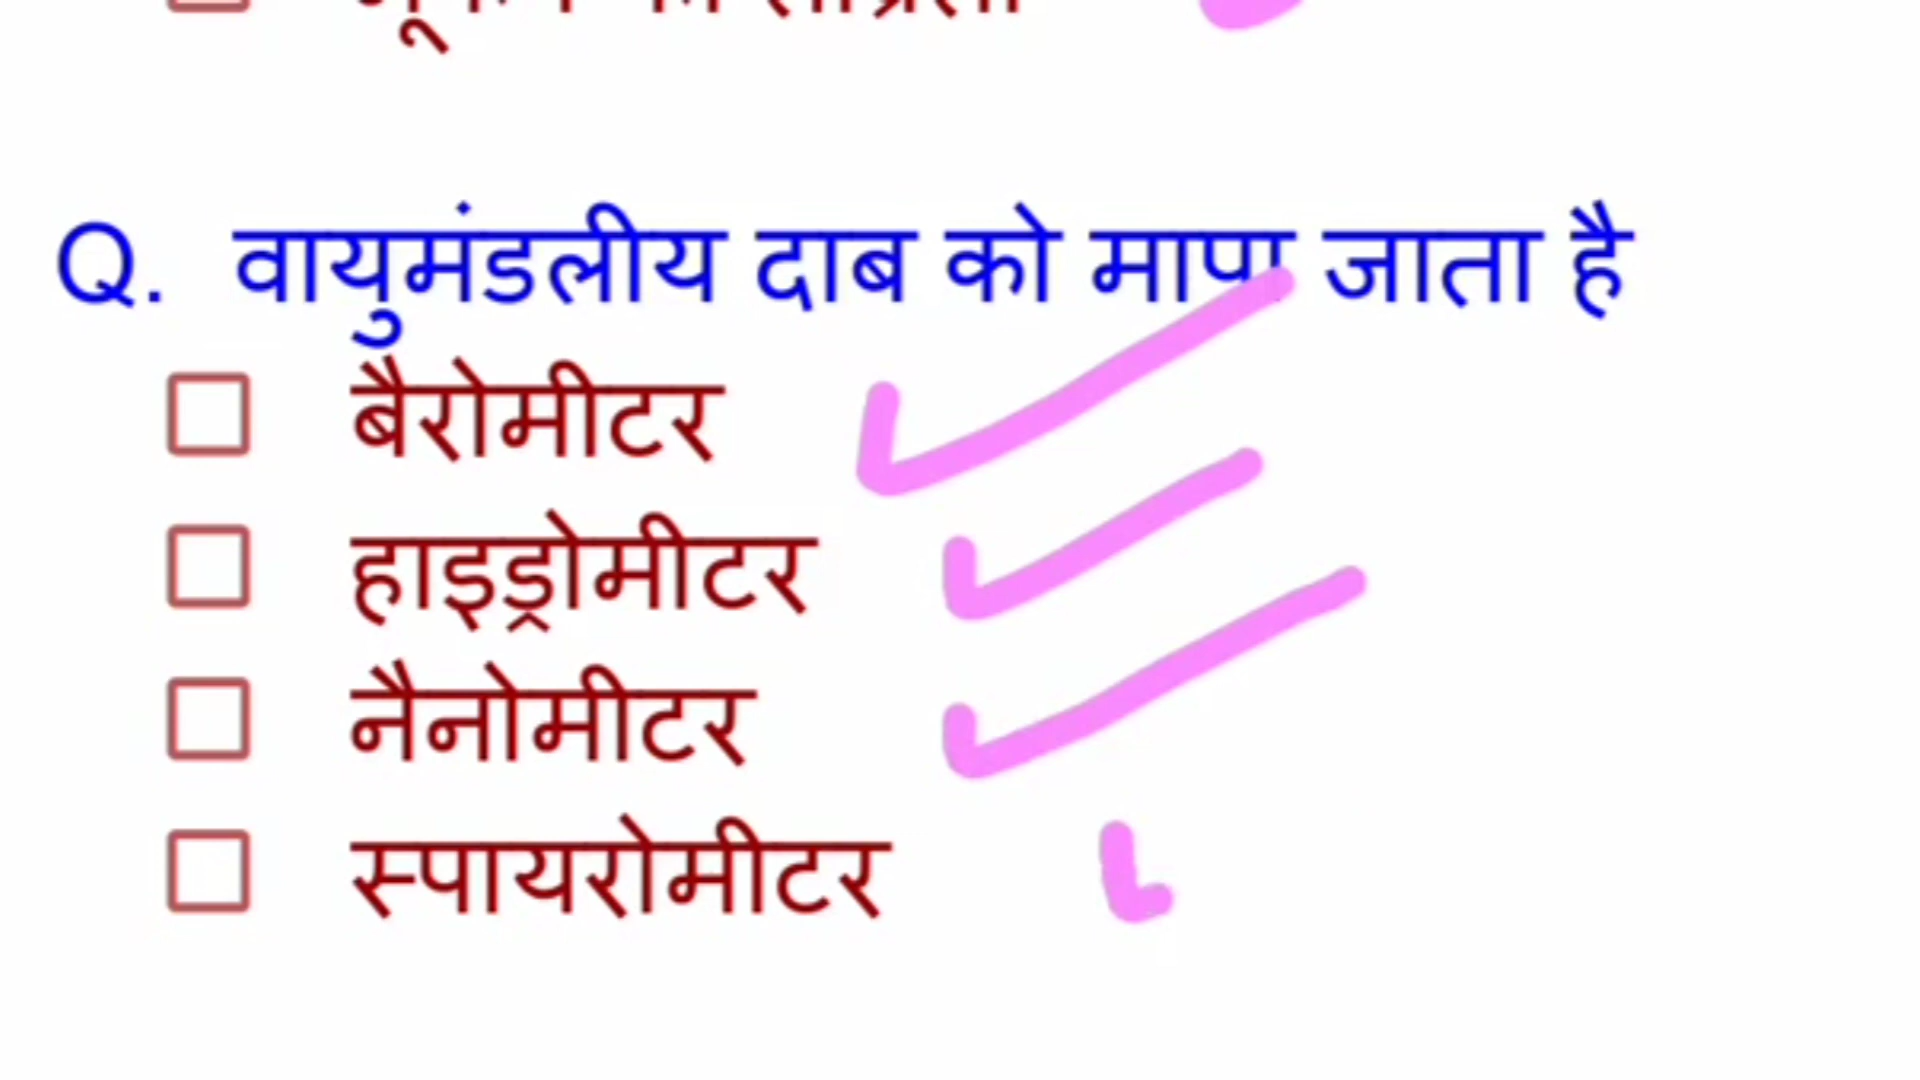 Q. वायुमंडलीय दाब को मापा जाता है
बैरोमीटर
हाइड्रोमीटर
नैनोमीटर
स्पायरोमीटर